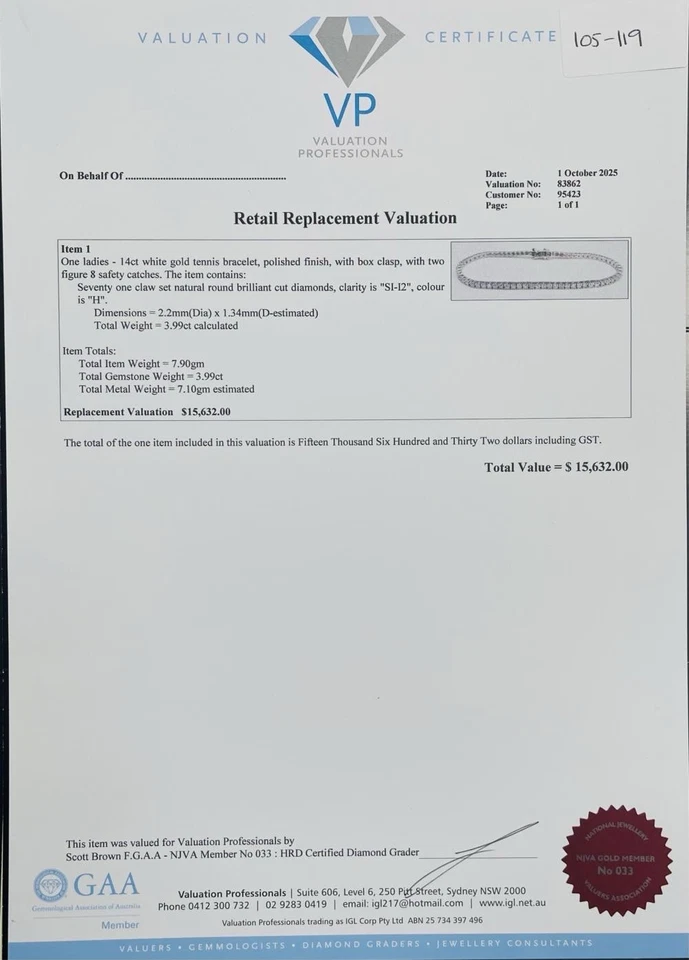 VALUATION CERTIFICATE
105-119
VP
VALUATION
PROFESSIONALS
On Behalf Of ............................................................
Date: 1 October 2025
Valuation No: 83862
Customer No: 95423
Page: 1 of 1
Retail Replacement Valuation
Item 1
One ladies - 14ct white gold tennis bracelet, polished finish, with box clasp, with two
figure 8 safety catches. The item contains:
Seventy one claw set natural round brilliant cut diamonds, clarity is "SI-I2", colour
is "H".
Dimensions = 2.2mm(Dia) x 1.34mm(D-estimated)
Total Weight = 3.99ct calculated
Item Totals:
Total Item Weight = 7.90gm
Total Gemstone Weight = 3.99ct
Total Metal Weight = 7.10gm estimated
Replacement Valuation $15,632.00
The total of the one item included in this valuation is Fifteen Thousand Six Hundred and Thirty Two dollars including GST.
Total Value = $ 15,632.00
This item was valued for Valuation Professionals by
Scott Brown F.G.A.A - NJVA Member No 033 : HRD Certified Diamond Grader
NATIONAL JEWELLERY
NJVA GOLD MEMBER
No 033
VALUERS ASSOCIATION
GAA
Gemmological Association of Australia
Member
Valuation Professionals | Suite 606, Level 6, 250 Pitt Street, Sydney NSW 2000
Phone 0412 300 732 | 02 9283 0419 | email: igl217@hotmail.com | www.igl.net.au
Valuation Professionals trading as IGL Corp Pty Ltd ABN 25 734 397 496
VALUERS • GEMMOLOGISTS • DIAMOND GRADERS • JEWELLERY CONSULTANTS